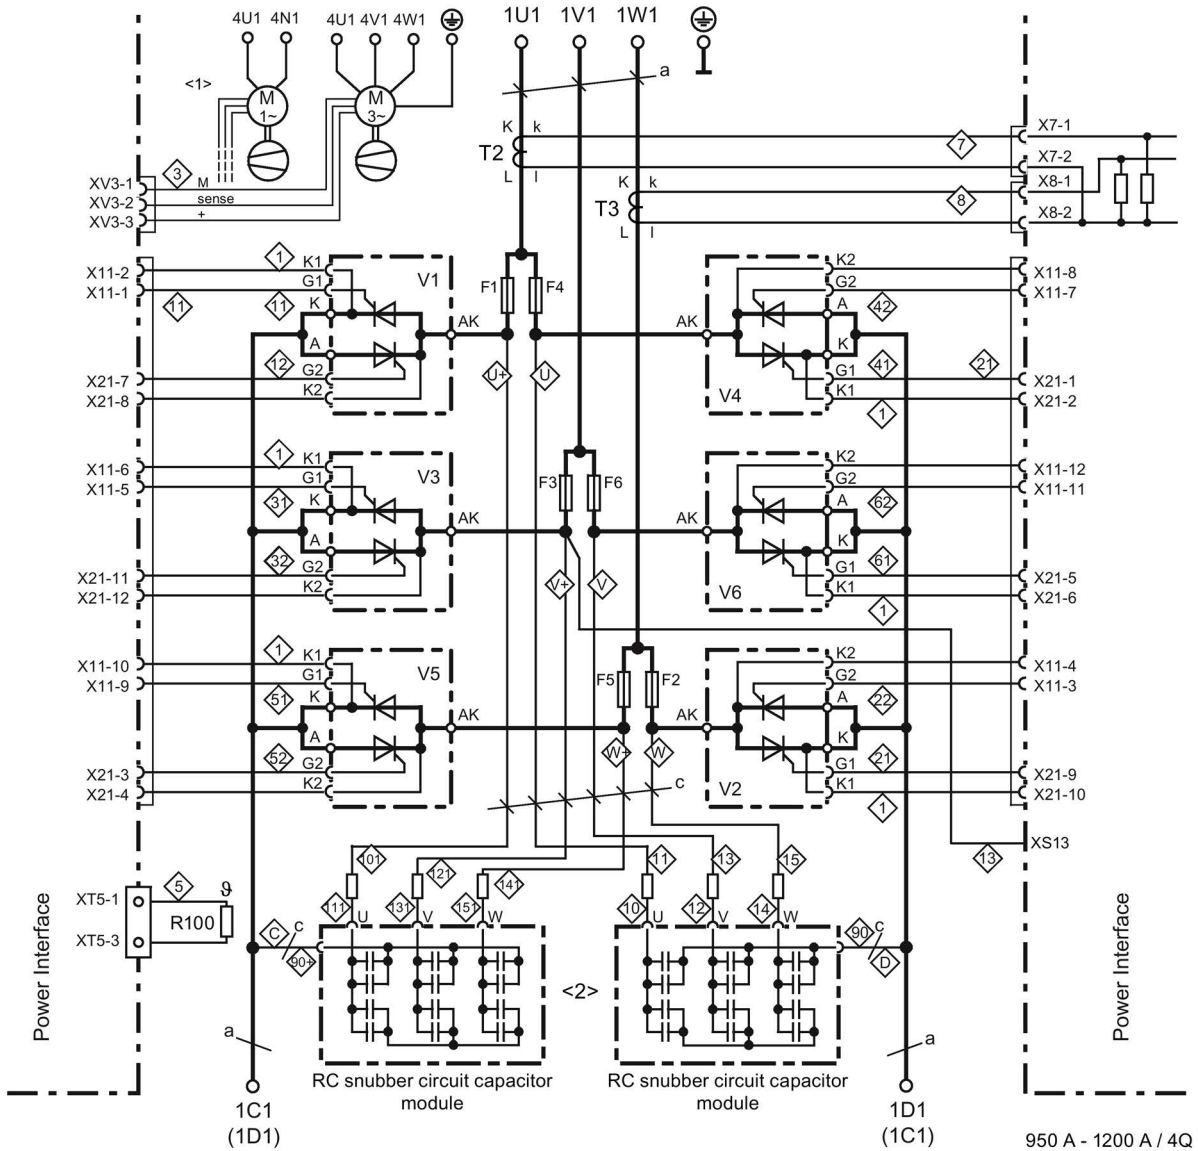 4U1 4N1 4U1 4V1 4W1 1U1 1V1 1W1
<1> M 1~ M 3~ a
K k T2 L l 7 X7-1
X7-2
K k T3 L l 8 X8-1
X8-2
XV3-1 3 M
XV3-2 sense
XV3-3 +
X11-2 1 K1 V1 F1 F4 K2 X11-8
X11-1 11 11 G1 G2 X11-7
K AK AK A 42
A 12 U+ U K 41 21
X21-7 G2 V4 G1 X21-1
X21-8 K2 K1 1 X21-2
X11-6 1 K1 V3 F3 F6 K2 X11-12
X11-5 G1 G2 X11-11
31 K AK AK A 62
A 32 V+ V K 61
X21-11 G2 V6 G1 X21-5
X21-12 K2 K1 1 X21-6
X11-10 1 K1 V5 F5 F2 K2 X11-4
X11-9 G1 G2 X11-3
51 K AK AK A 22
A 52 W+ W K 21
X21-3 G2 V2 G1 X21-9
X21-4 K2 K1 1 X21-10
c
XS13
13
101 121 141 11 13 15
XT5-1 5 ϑ
R100
XT5-3
111 U 131 V 151 W 10 U 12 V 14 W
C c 90+ 90 c D
<2>
Power Interface
Power Interface
a a
RC snubber circuit capacitor
module
RC snubber circuit capacitor
module
1C1
(1D1)
1D1
(1C1)
950 A - 1200 A / 4Q